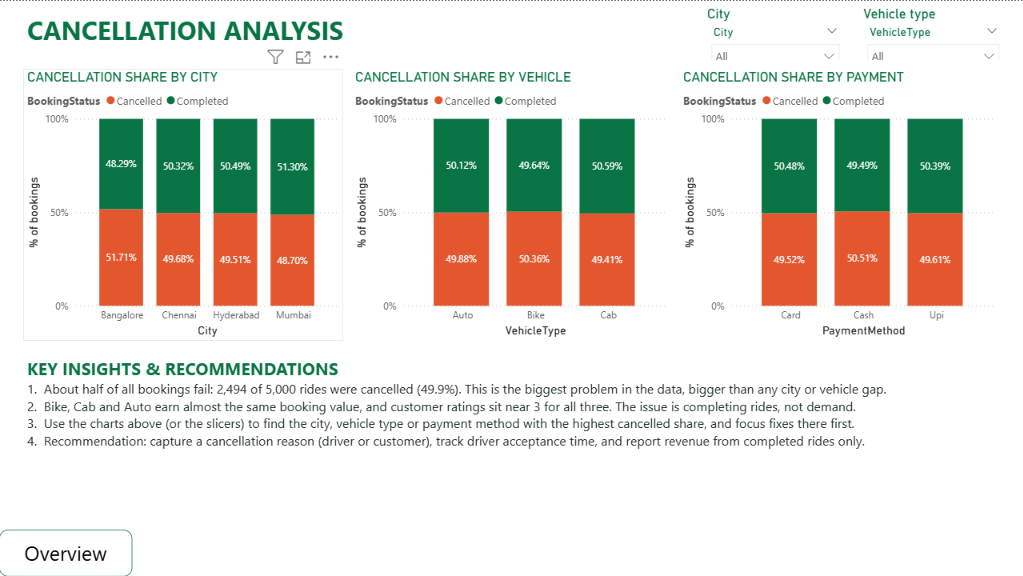 CANCELLATION ANALYSIS
City
City
All
Vehicle type
VehicleType
All
CANCELLATION SHARE BY CITY
BookingStatus Cancelled Completed
100%
50%
0%
% of bookings
48.29%
50.32%
50.49%
51.30%
51.71%
49.68%
49.51%
48.70%
Bangalore Chennai Hyderabad Mumbai
City
CANCELLATION SHARE BY VEHICLE
BookingStatus Cancelled Completed
100%
50%
0%
% of bookings
50.12%
49.64%
50.59%
49.88%
50.36%
49.41%
Auto Bike Cab
VehicleType
CANCELLATION SHARE BY PAYMENT
BookingStatus Cancelled Completed
100%
50%
0%
% of bookings
50.48%
49.49%
50.39%
49.52%
50.51%
49.61%
Card Cash Upi
PaymentMethod
KEY INSIGHTS & RECOMMENDATIONS
1. About half of all bookings fail: 2,494 of 5,000 rides were cancelled (49.9%). This is the biggest problem in the data, bigger than any city or vehicle gap.
2. Bike, Cab and Auto earn almost the same booking value, and customer ratings sit near 3 for all three. The issue is completing rides, not demand.
3. Use the charts above (or the slicers) to find the city, vehicle type or payment method with the highest cancelled share, and focus fixes there first.
4. Recommendation: capture a cancellation reason (driver or customer), track driver acceptance time, and report revenue from completed rides only.
Overview